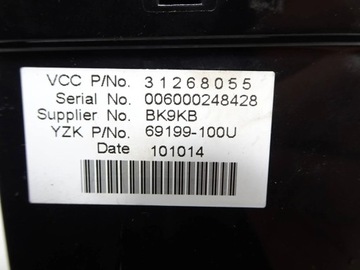 VCC P/No. 31268055
Serial No. 006000248428
Supplier No. BK9KB
YZK P/No. 69199-100U
Date 101014